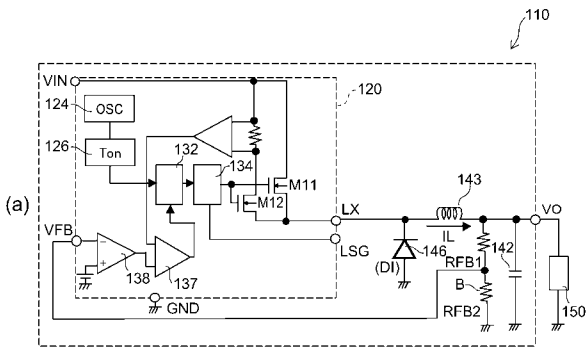 110
VIN
120
124
OSC
126
Ton
132
134
M11
M12
143
(a)
LX
VO
LSG
IL
146
(DI)
RFB1
142
VFB
138
137
B
RFB2
150
GND